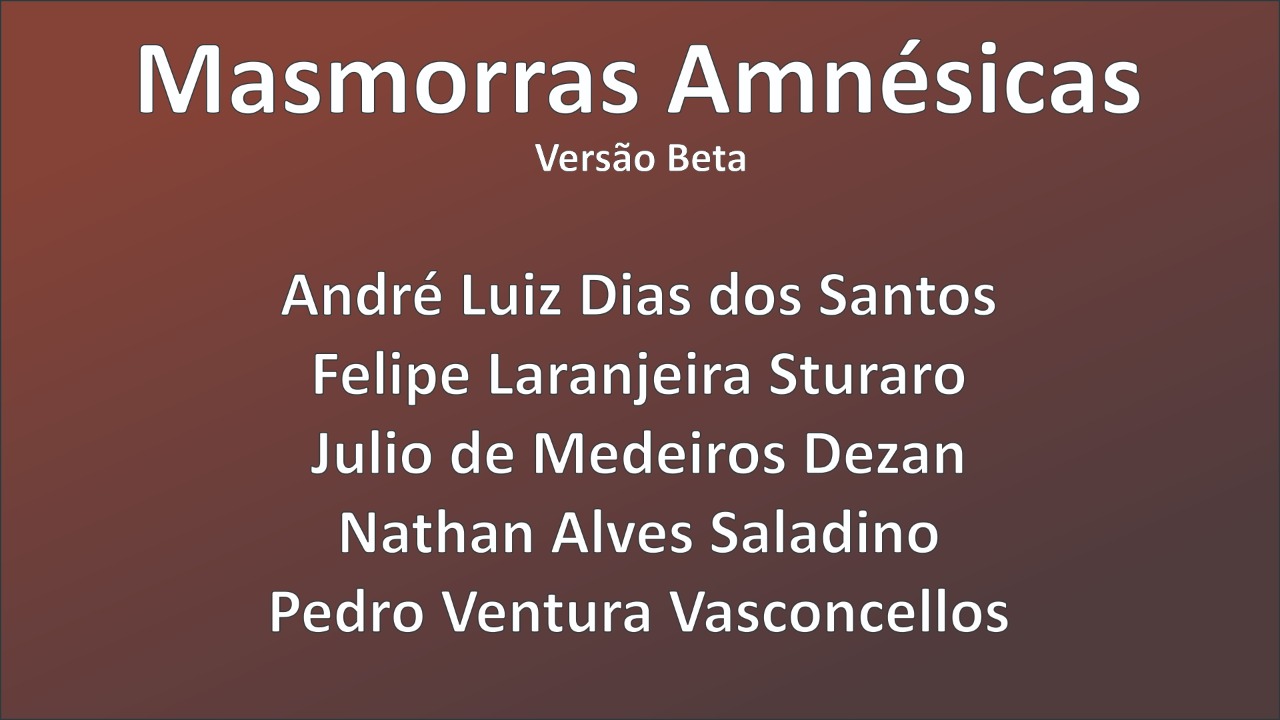 Masmorras Amnésicas
Versão Beta
André Luiz Dias dos Santos
Felipe Laranjeira Sturaro
Julio de Medeiros Dezan
Nathan Alves Saladino
Pedro Ventura Vasconcellos